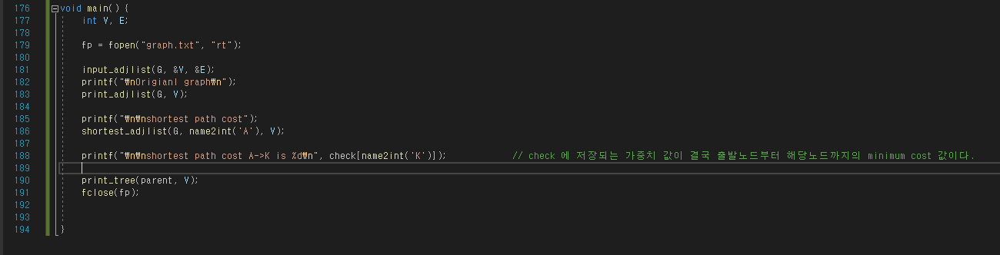 176 void main() {
177 int V, E;
178
179 fp = fopen("graph.txt", "rt");
180
181 input_adjlist(G, &V, &E);
182 printf("₩nOrigianl graph₩n");
183 print_adjlist(G, V);
184
185 printf("₩n₩nshortest path cost");
186 shortest_adjlist(G, name2int('A'), V);
187
188 printf("₩n₩nshortest path cost A->K is %d₩n", check[name2int('K')]); // check 에 저장되는 가중치 값이 결국 출발노드부터 해당노드까지의 minimum cost 값이다.
189
190 print_tree(parent, V);
191 fclose(fp);
192
193
194 }